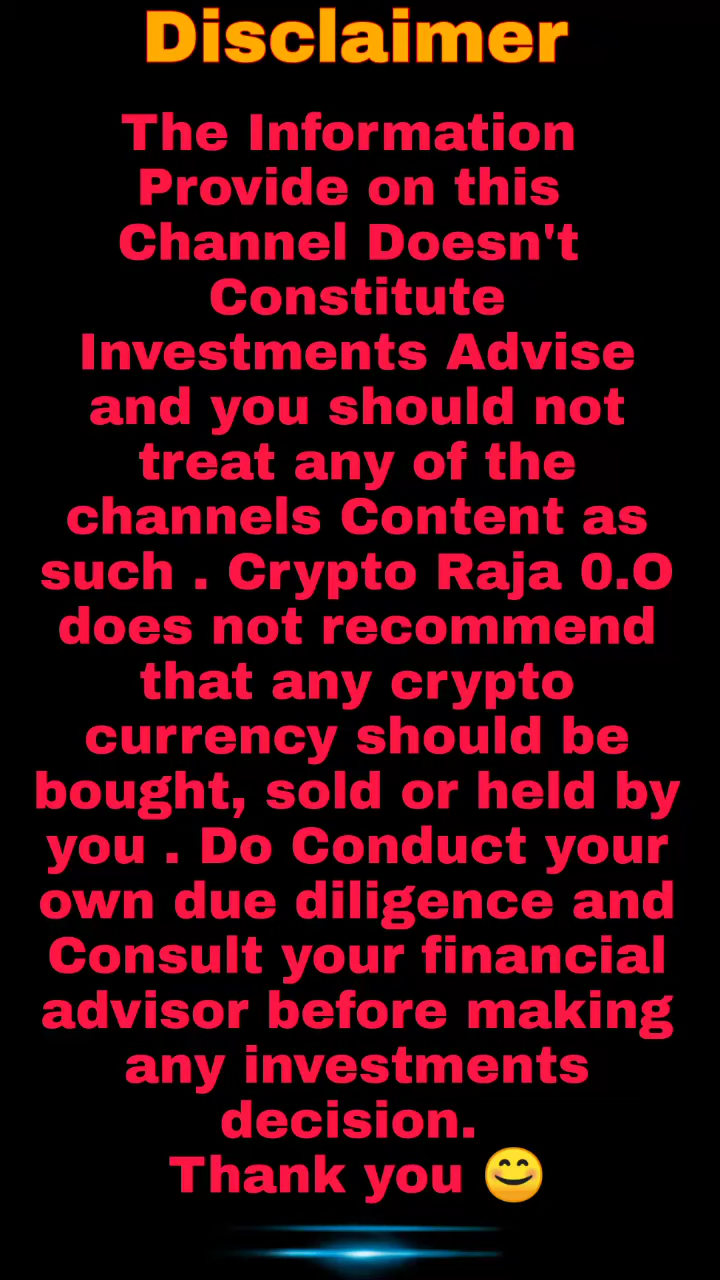 Disclaimer
The Information
Provide on this
Channel Doesn't
Constitute
Investments Advise
and you should not
treat any of the
channels Content as
such . Crypto Raja 0.O
does not recommend
that any crypto
currency should be
bought, sold or held by
you . Do Conduct your
own due diligence and
Consult your financial
advisor before making
any investments
decision.
Thank you 😊